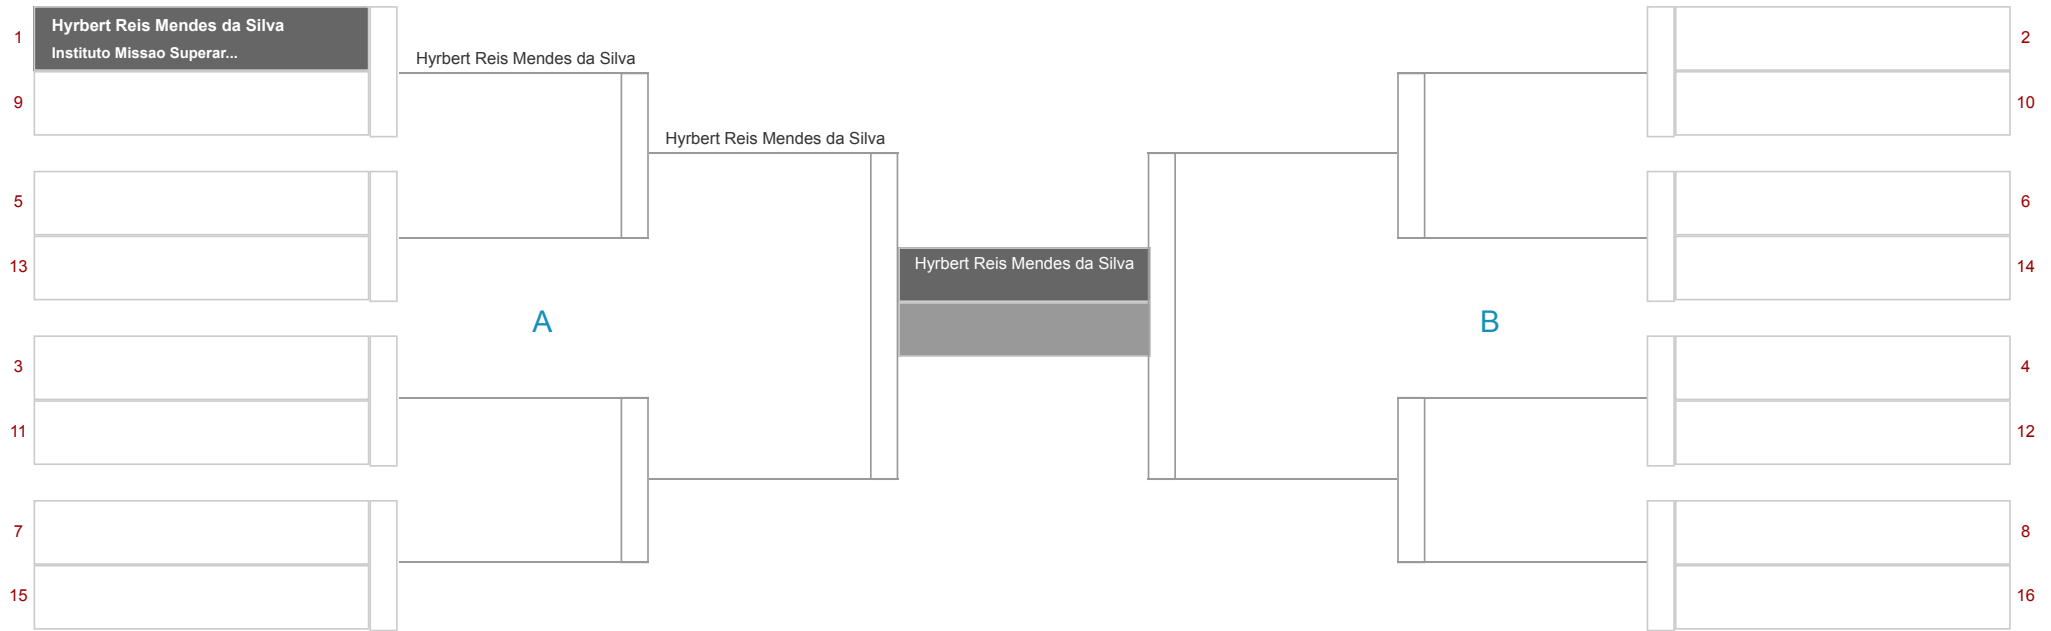 1
Hyrbert Reis Mendes da Silva
Instituto Missao Superar...
9
Hyrbert Reis Mendes da Silva
5
13
Hyrbert Reis Mendes da Silva
A
3
11
7
15
Hyrbert Reis Mendes da Silva
2
10
6
14
B
4
12
8
16